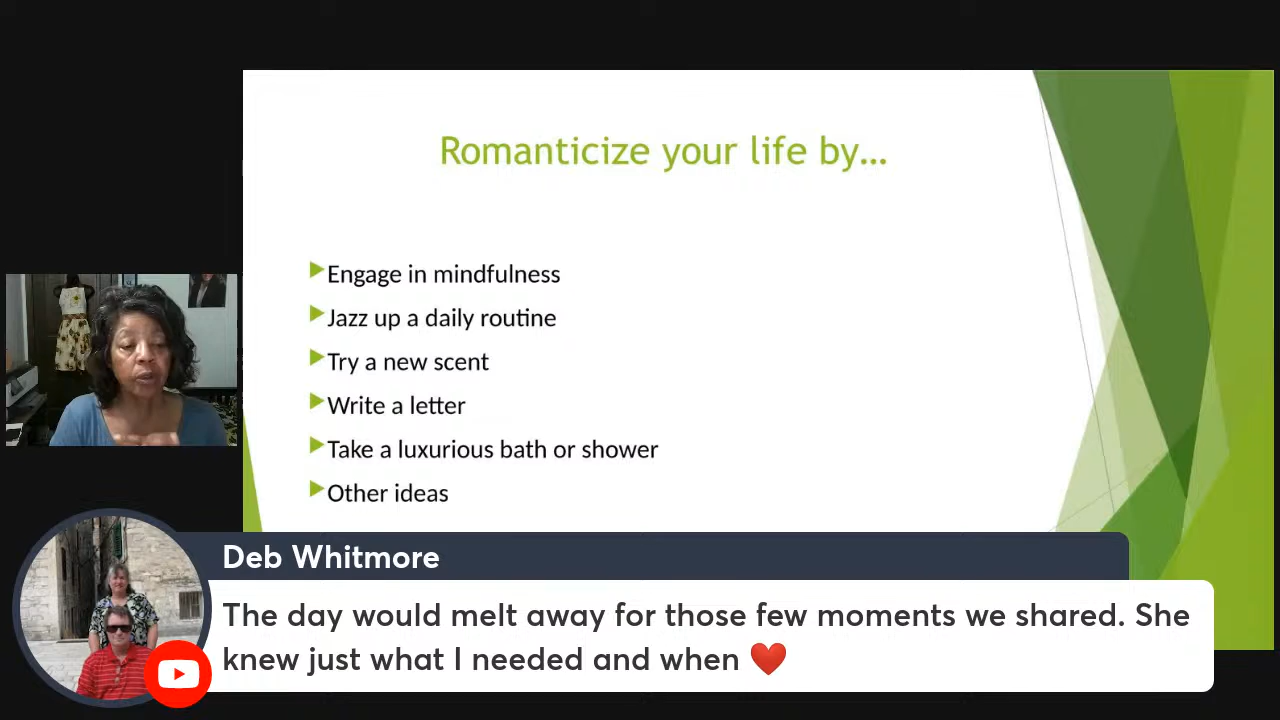 Romanticize your life by...
Engage in mindfulness
Jazz up a daily routine
Try a new scent
Write a letter
Take a luxurious bath or shower
Other ideas
Deb Whitmore
The day would melt away for those few moments we shared. She
knew just what I needed and when ❤️